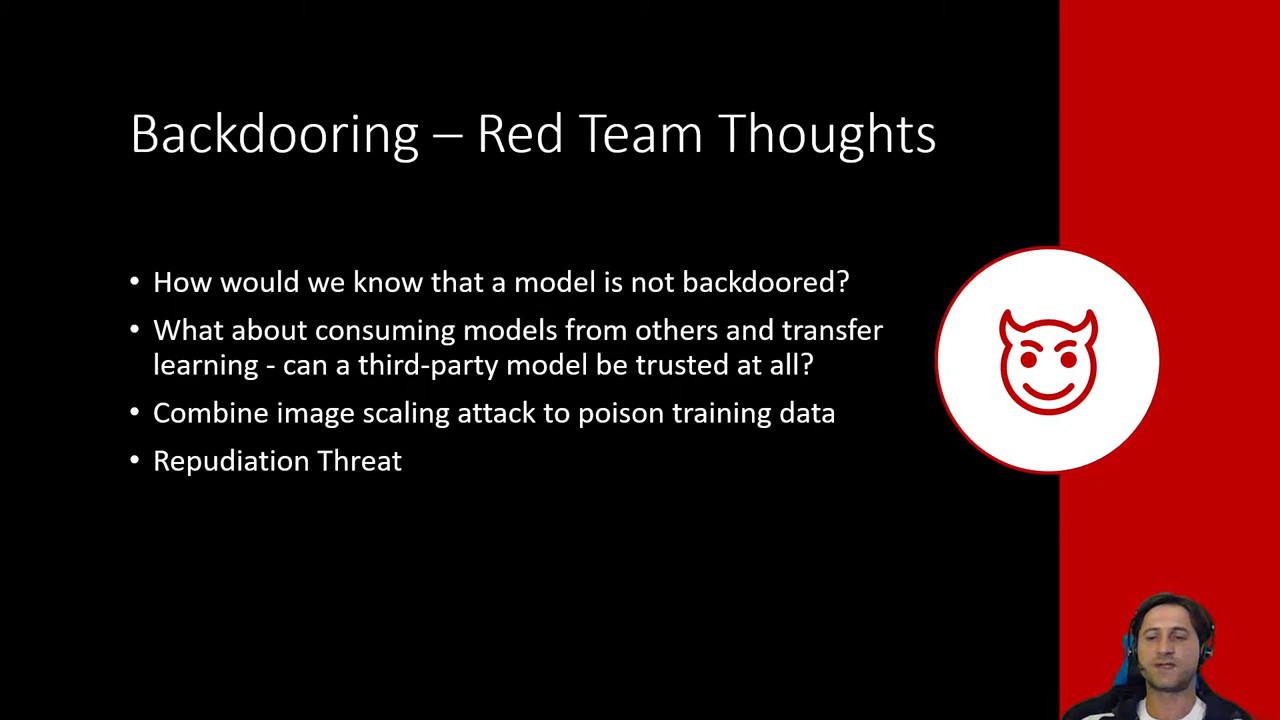 Backdooring – Red Team Thoughts
• How would we know that a model is not backdoored?
• What about consuming models from others and transfer
learning - can a third-party model be trusted at all?
• Combine image scaling attack to poison training data
• Repudiation Threat